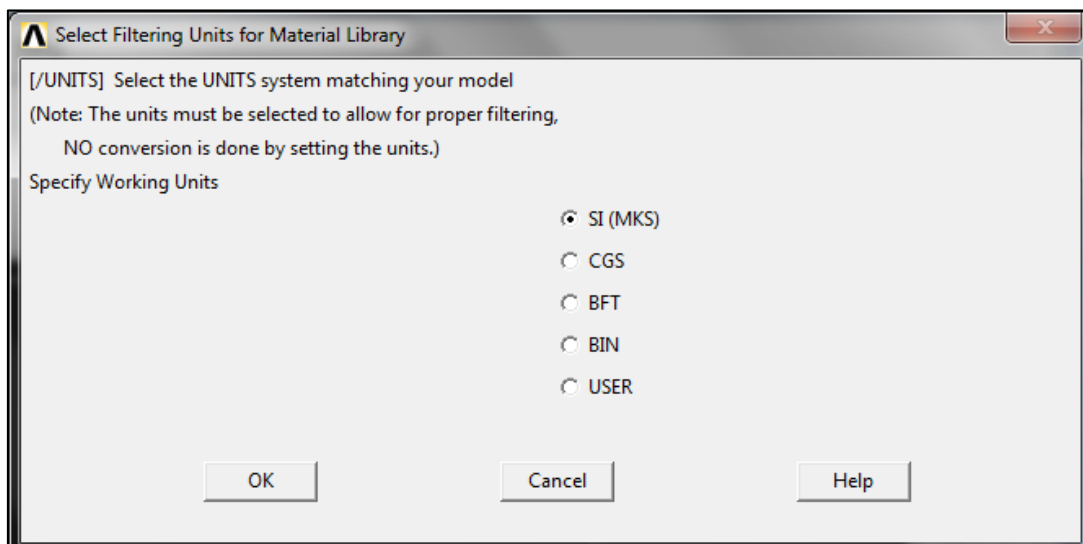 Select Filtering Units for Material Library
[/UNITS] Select the UNITS system matching your model
(Note: The units must be selected to allow for proper filtering,
NO conversion is done by setting the units.)
Specify Working Units
SI (MKS)
CGS
BFT
BIN
USER
OK Cancel Help